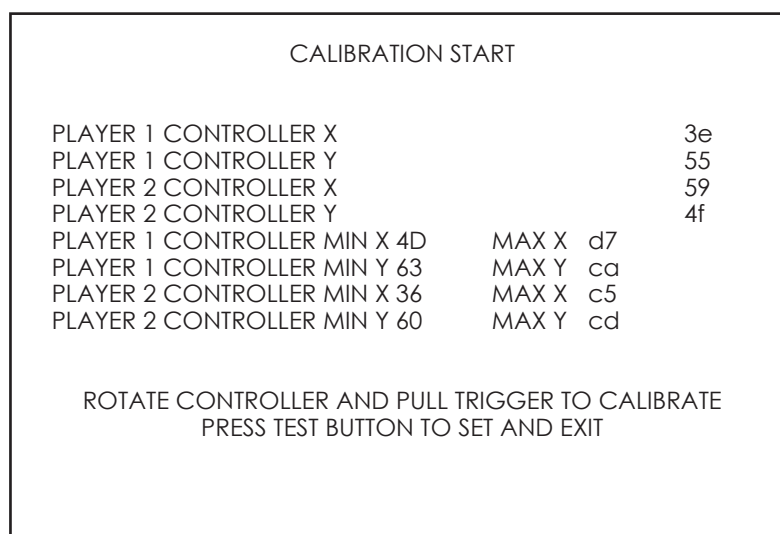 CALIBRATION START
PLAYER 1 CONTROLLER X 3e
PLAYER 1 CONTROLLER Y 55
PLAYER 2 CONTROLLER X 59
PLAYER 2 CONTROLLER Y 4f
PLAYER 1 CONTROLLER MIN X 4D MAX X d7
PLAYER 1 CONTROLLER MIN Y 63 MAX Y ca
PLAYER 2 CONTROLLER MIN X 36 MAX X c5
PLAYER 2 CONTROLLER MIN Y 60 MAX Y cd
ROTATE CONTROLLER AND PULL TRIGGER TO CALIBRATE
PRESS TEST BUTTON TO SET AND EXIT